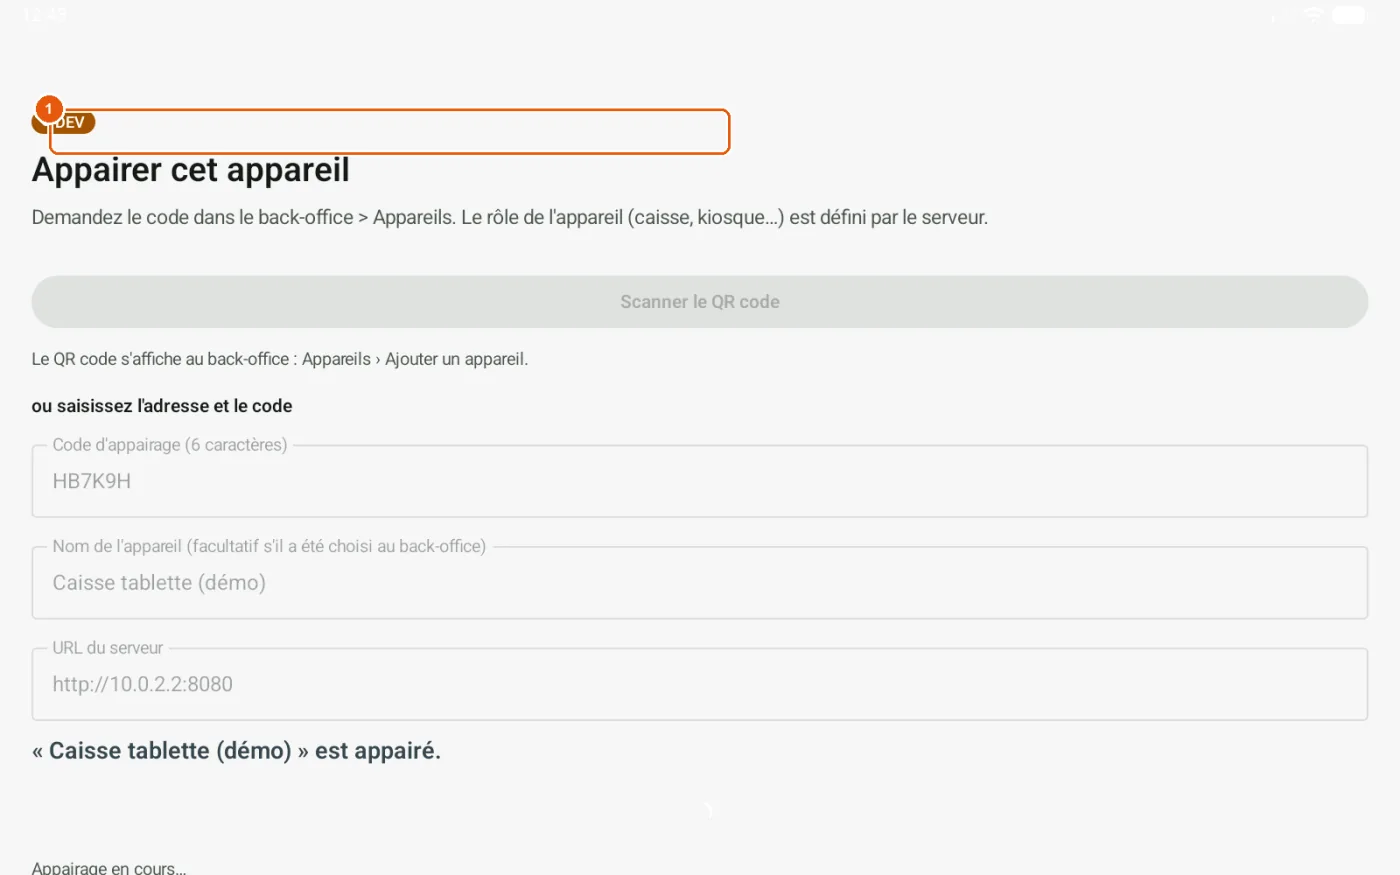 12:43
1
DEV
Appairer cet appareil
Demandez le code dans le back-office > Appareils. Le rôle de l'appareil (caisse, kiosque…) est défini par le serveur.
Scanner le QR code
Le QR code s'affiche au back-office : Appareils › Ajouter un appareil.
ou saisissez l'adresse et le code
Code d'appairage (6 caractères)
HB7K9H
Nom de l'appareil (facultatif s'il a été choisi au back-office)
Caisse tablette (démo)
URL du serveur
http://10.0.2.2:8080
« Caisse tablette (démo) » est appairé.
Appairage en cours…